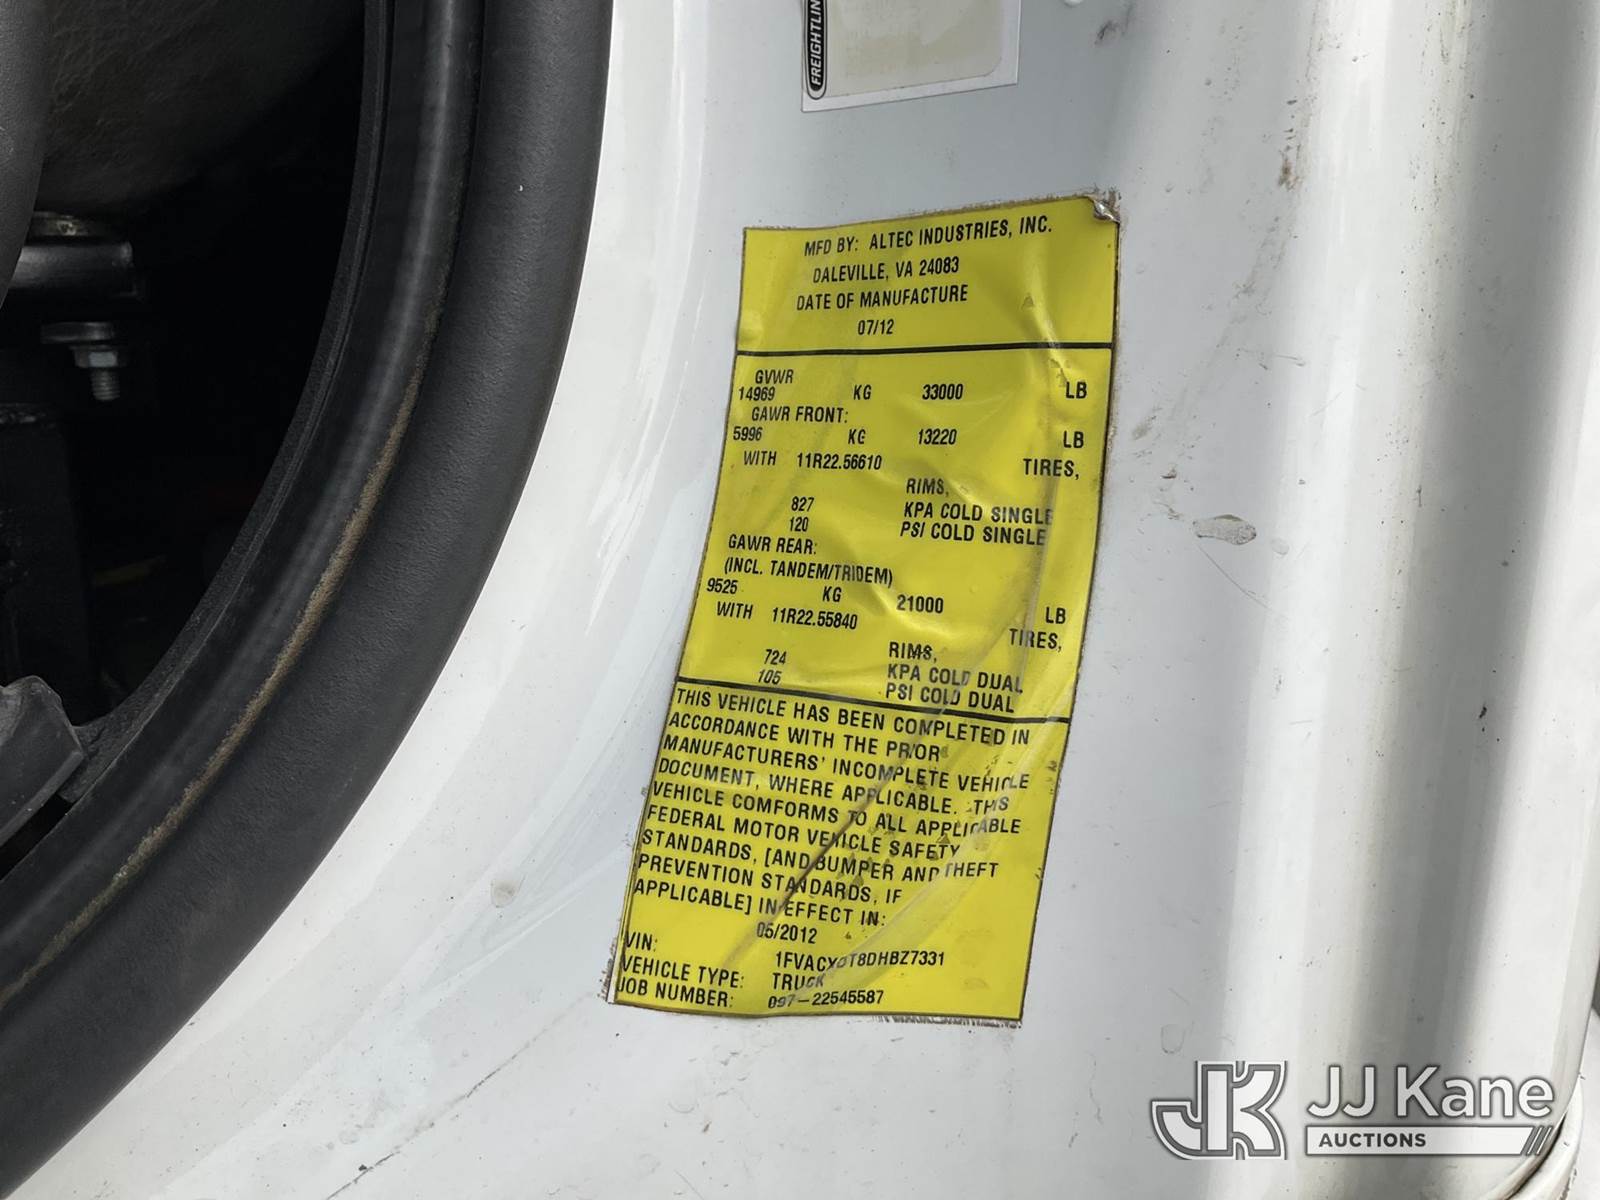 FREIGHTLIN
MFD BY: ALTEC INDUSTRIES, INC.
DALEVILLE, VA 24083
DATE OF MANUFACTURE
07/12
GVWR
14969 KG 33000 LB
GAWR FRONT:
5996 KG 13220 LB
WITH 11R22.56610 TIRES,
RIMS,
827 KPA COLD SINGLE
120 PSI COLD SINGLE
GAWR REAR:
(INCL. TANDEM/TRIDEM)
9525 KG 21000 LB
WITH 11R22.55840 TIRES,
RIMS,
724 KPA COLD DUAL
105 PSI COLD DUAL
THIS VEHICLE HAS BEEN COMPLETED IN
ACCORDANCE WITH THE PRIOR
MANUFACTURERS' INCOMPLETE VEHICLE
DOCUMENT, WHERE APPLICABLE. THIS
VEHICLE COMFORMS TO ALL APPLICABLE
FEDERAL MOTOR VEHICLE SAFETY
STANDARDS, [AND BUMPER AND THEFT
PREVENTION STANDARDS, IF
APPLICABLE] IN EFFECT IN:
05/2012
VIN: 1FVACXDT8DHBZ7331
VEHICLE TYPE: TRUCK
JOB NUMBER: 097-22545587
JK JJ Kane
AUCTIONS